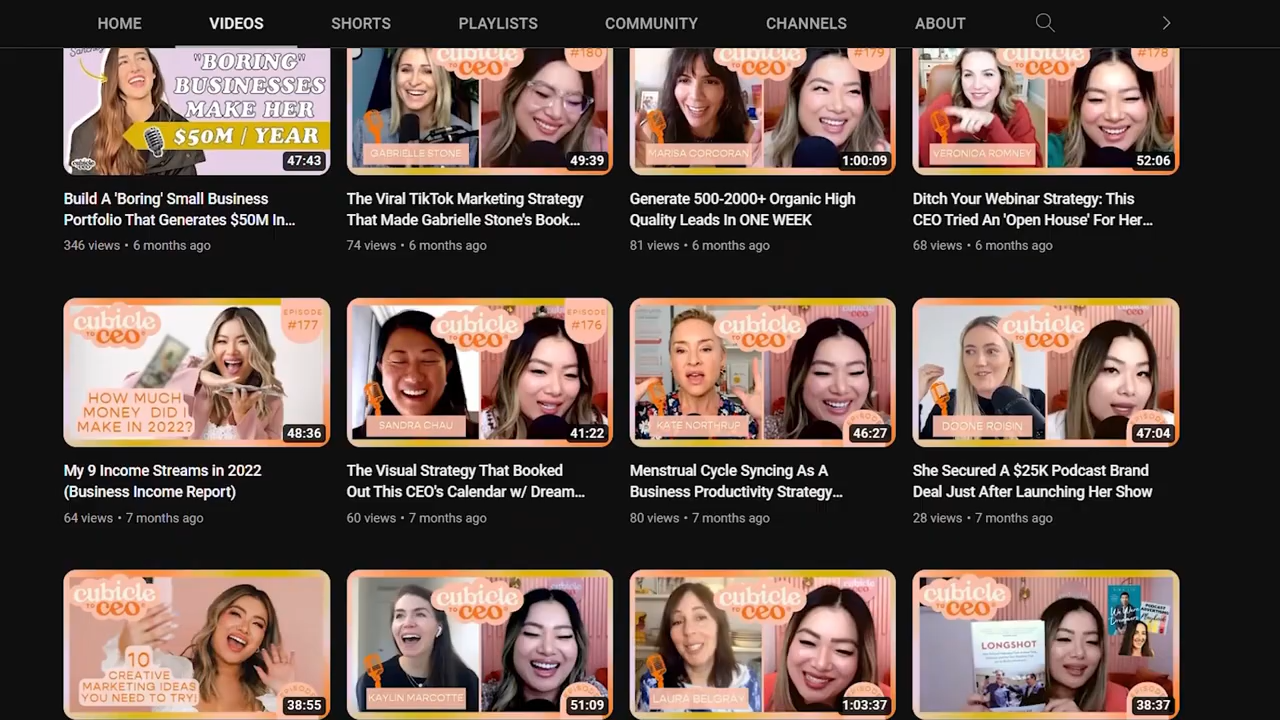 HOME VIDEOS SHORTS PLAYLISTS COMMUNITY CHANNELS ABOUT
"BORING"
BUSINESSES
MAKE HER
$50M / YEAR
cubicle
TO CEO
47:43
cubicle
TO CEO
#180
GABRIELLE STONE
49:39
cubicle
TO CEO
#179
MARISA CORCORAN
1:00:09
cubicle
TO CEO
#178
VERONICA ROMNEY
52:06
Build A 'Boring' Small Business
Portfolio That Generates $50M In...
346 views • 6 months ago
The Viral TikTok Marketing Strategy
That Made Gabrielle Stone's Book...
74 views • 6 months ago
Generate 500-2000+ Organic High
Quality Leads In ONE WEEK
81 views • 6 months ago
Ditch Your Webinar Strategy: This
CEO Tried An 'Open House' For Her...
68 views • 6 months ago
cubicle
TO CEO
EPISODE
#177
HOW MUCH
MONEY DID I
MAKE IN 2022?
48:36
cubicle
TO CEO
EPISODE
#176
SANDRA CHAU
41:22
cubicle
TO CEO
KATE NORTHRUP
EPISODE
46:27
cubicle
TO CEO
DOONE ROISIN
EPISODE
47:04
My 9 Income Streams in 2022
(Business Income Report)
64 views • 7 months ago
The Visual Strategy That Booked
Out This CEO's Calendar w/ Dream...
60 views • 7 months ago
Menstrual Cycle Syncing As A
Business Productivity Strategy...
80 views • 7 months ago
She Secured A $25K Podcast Brand
Deal Just After Launching Her Show
28 views • 7 months ago
cubicle
TO CEO
10
CREATIVE
MARKETING IDEAS
YOU NEED TO TRY!
EPISODE
38:55
cubicle
TO CEO
KAYLIN MARCOTTE
EPISODE
51:09
cubicle
TO CEO
LAURA BELGRAY
EPISODE
1:03:37
cubicle
TO CEO
LONGSHOT
PODCAST
EPISODE
38:37